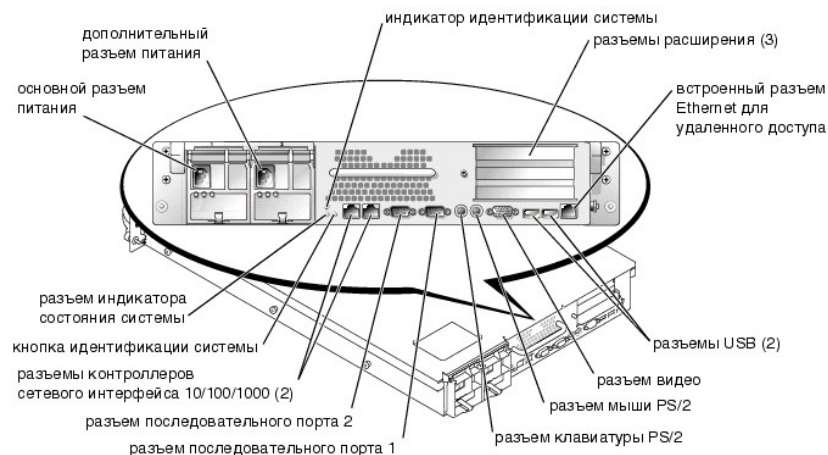 индикатор идентификации системы
дополнительный
разъем питания
разъемы расширения (3)
основной разъем
питания
встроенный разъем
Ethernet для
удаленного доступа
разъем индикатора
состояния системы
кнопка идентификации системы
разъемы контроллеров
сетевого интерфейса 10/100/1000 (2)
разъем последовательного порта 2
разъем последовательного порта 1
разъемы USB (2)
разъем видео
разъем мыши PS/2
разъем клавиатуры PS/2